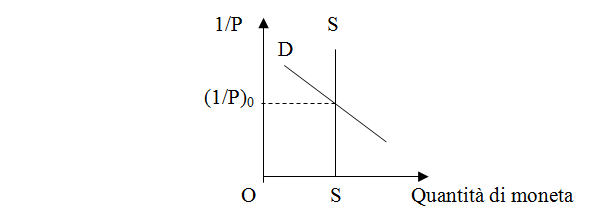 1/P S
D
(1/P)₀
O S Quantità di moneta